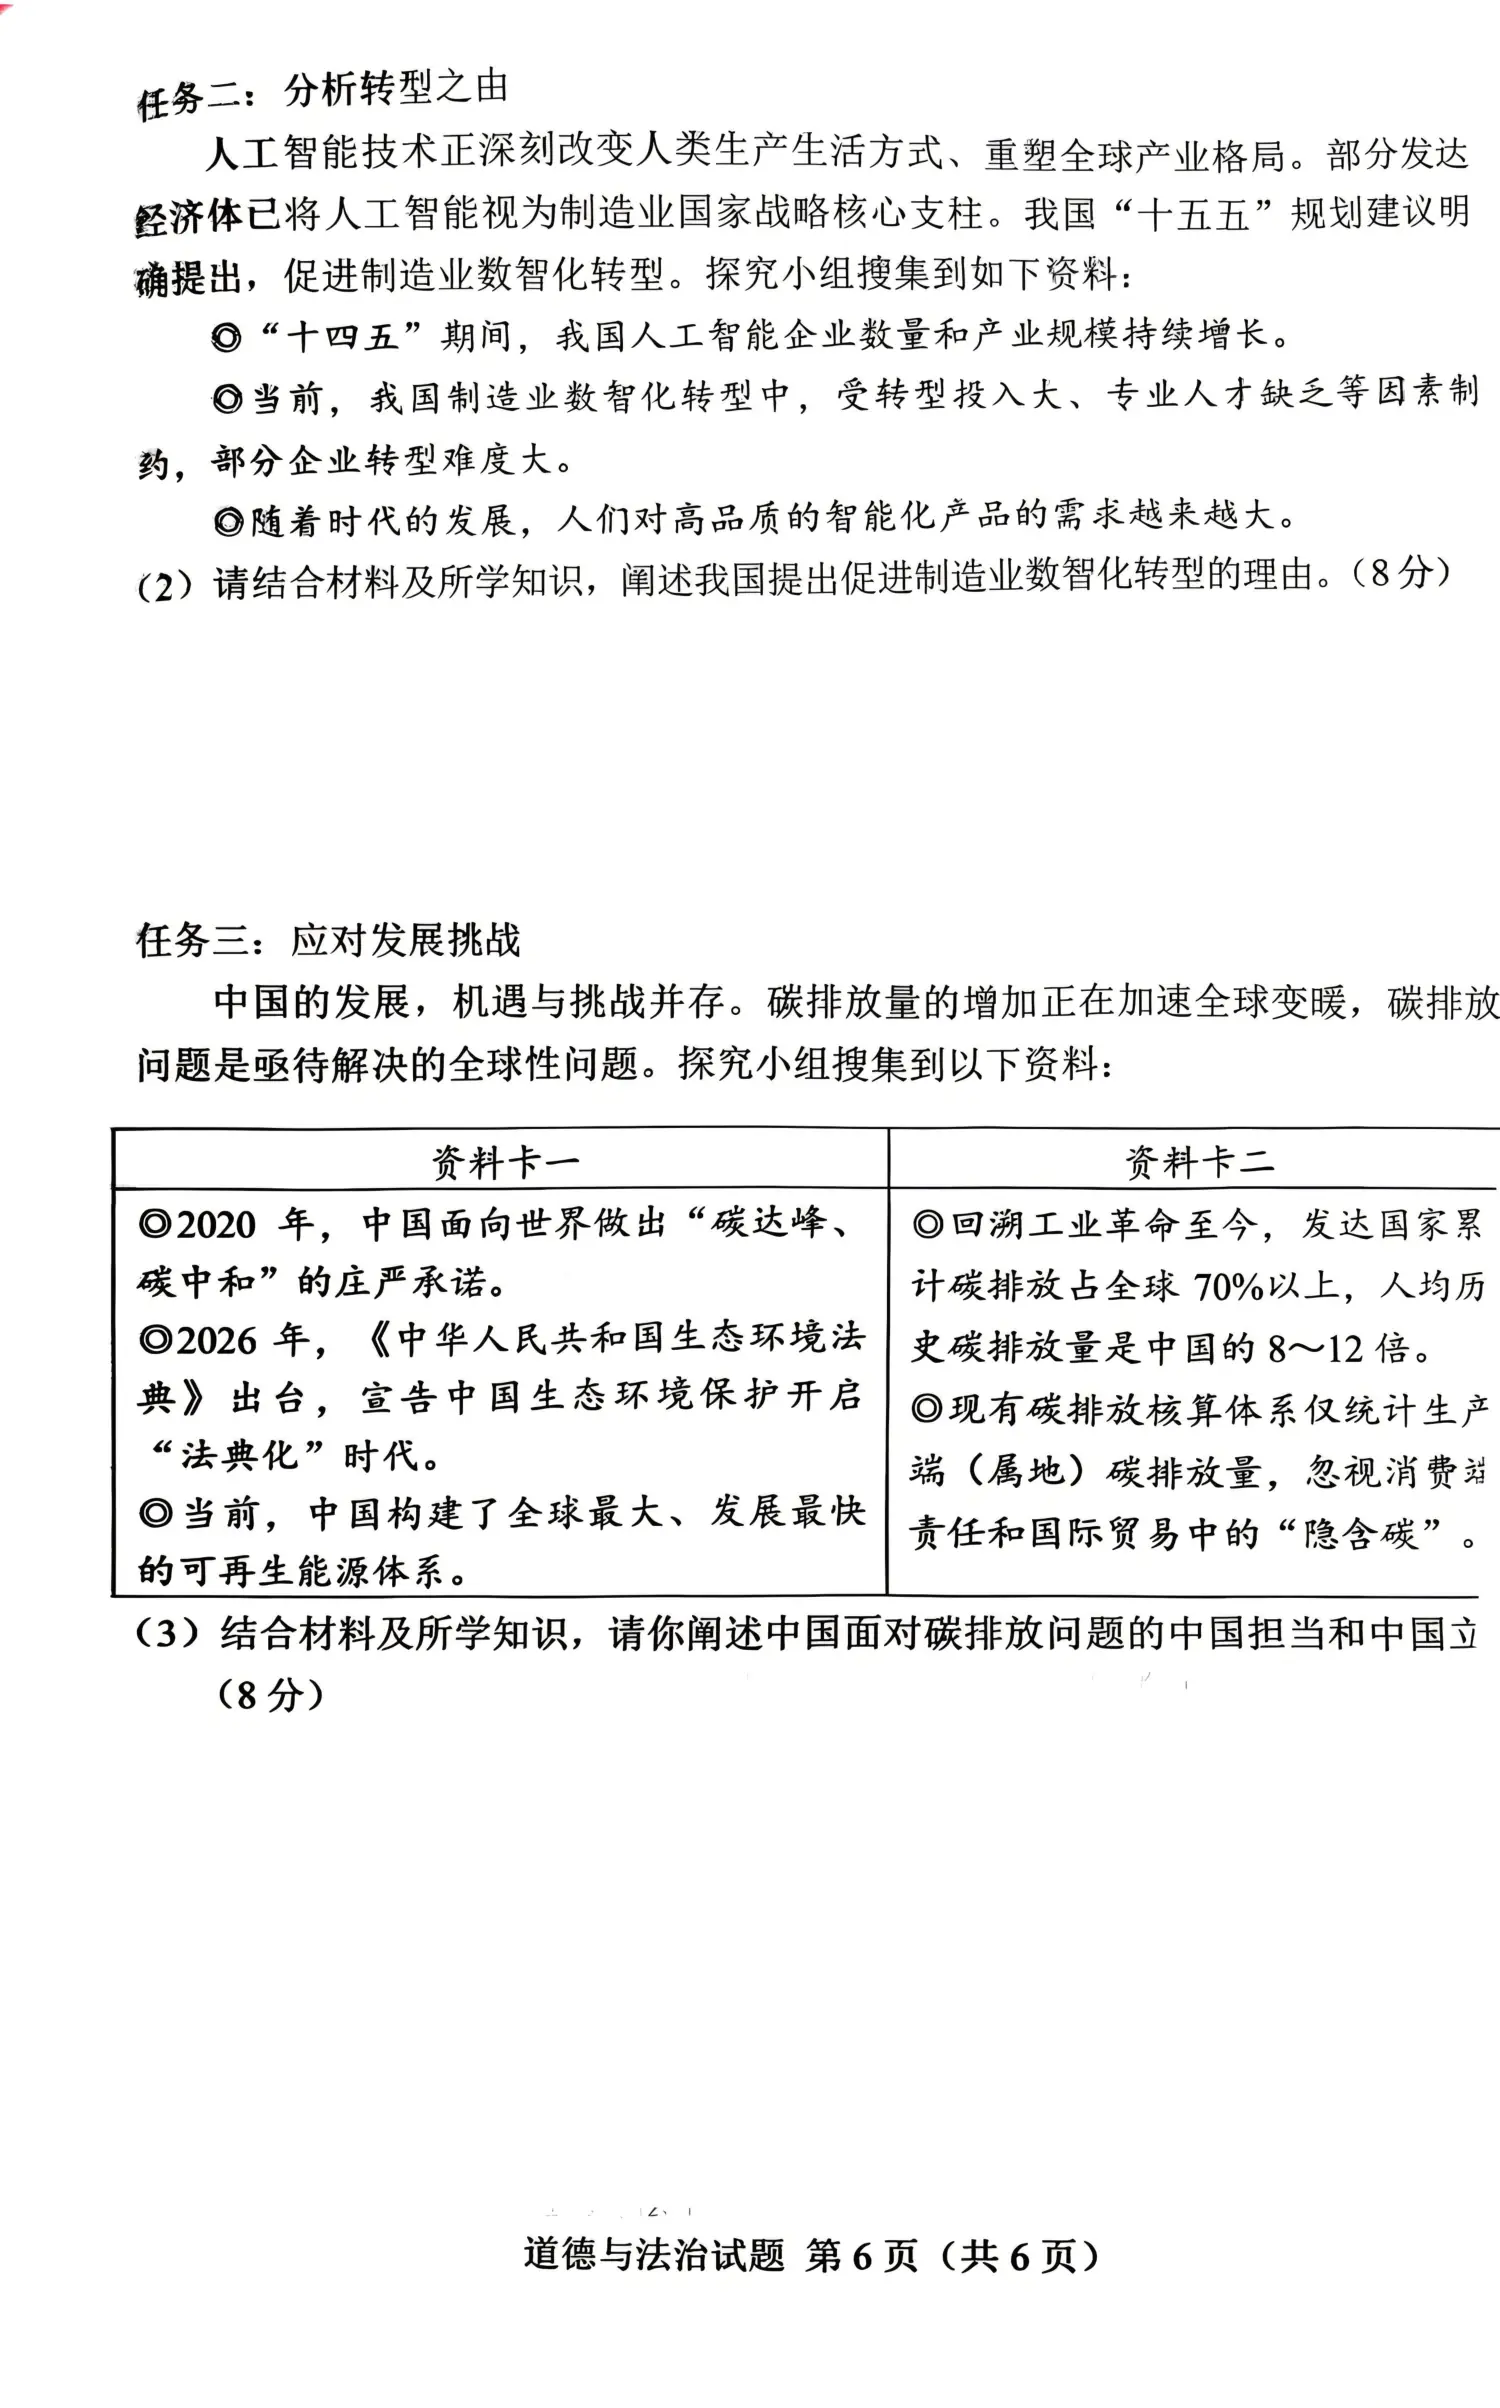 任务二：分析转型之由
人工智能技术正深刻改变人类生产生活方式、重塑全球产业格局。部分发达
经济体已将人工智能视为制造业国家战略核心支柱。我国“十五五”规划建议明
确提出，促进制造业数智化转型。探究小组搜集到如下资料：
◎“十四五”期间，我国人工智能企业数量和产业规模持续增长。
◎当前，我国制造业数智化转型中，受转型投入大、专业人才缺乏等因素制
约，部分企业转型难度大。
◎随着时代的发展，人们对高品质的智能化产品的需求越来越大。
（2）请结合材料及所学知识，阐述我国提出促进制造业数智化转型的理由。（8分）
任务三：应对发展挑战
中国的发展，机遇与挑战并存。碳排放量的增加正在加速全球变暖，碳排放
问题是亟待解决的全球性问题。探究小组搜集到以下资料：
资料卡一
◎2020 年，中国面向世界做出“碳达峰、
碳中和”的庄严承诺。
◎2026 年，《中华人民共和国生态环境法
典》出台，宣告中国生态环境保护开启
“法典化”时代。
◎当前，中国构建了全球最大、发展最快
的可再生能源体系。
资料卡二
◎回溯工业革命至今，发达国家累
计碳排放占全球 70%以上，人均历
史碳排放量是中国的 8～12 倍。
◎现有碳排放核算体系仅统计生产
端（属地）碳排放量，忽视消费端
责任和国际贸易中的“隐含碳”。
（3）结合材料及所学知识，请你阐述中国面对碳排放问题的中国担当和中国立
（8 分）
道德与法治试题 第 6 页（共 6 页）